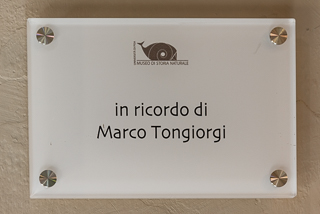 MUSEO DI STORIA NATURALE
in ricordo di
Marco Tongiorgi